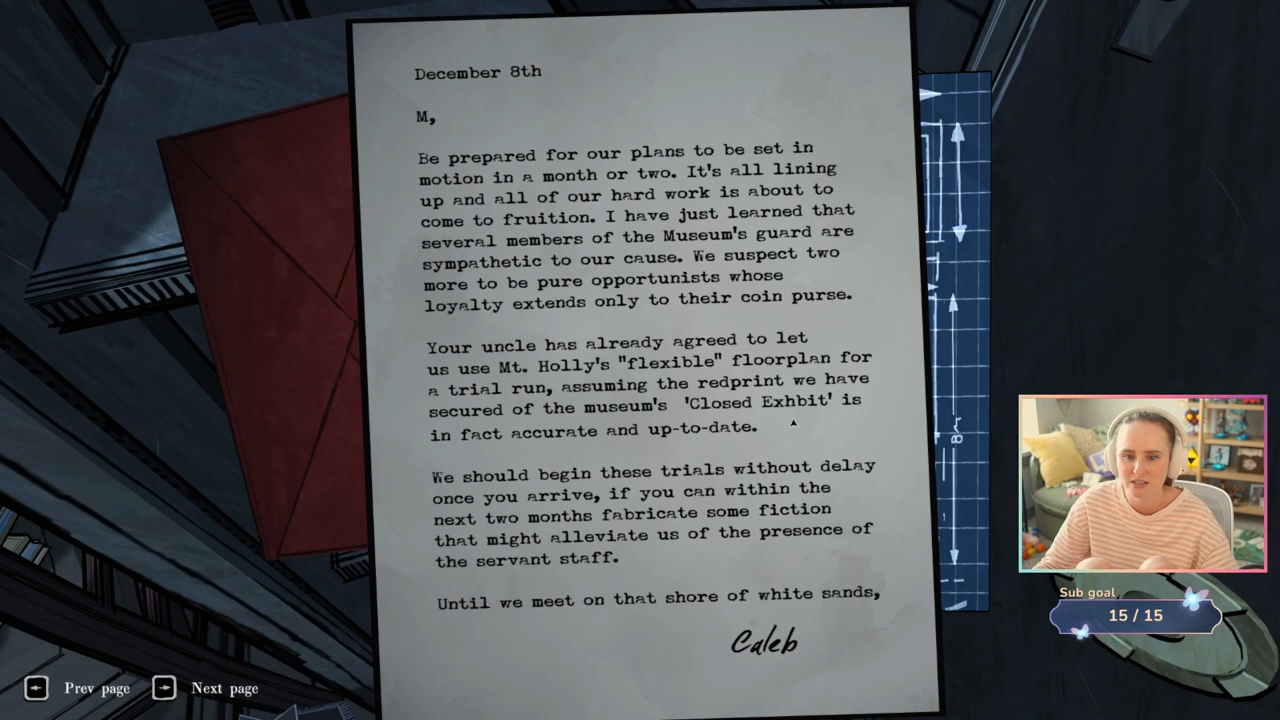 December 8th
M,
Be prepared for our plans to be set in
motion in a month or two. It's all lining
up and all of our hard work is about to
come to fruition. I have just learned that
several members of the Museum's guard are
sympathetic to our cause. We suspect two
more to be pure opportunists whose
loyalty extends only to their coin purse.
Your uncle has already agreed to let
us use Mt. Holly's "flexible" floorplan for
a trial run, assuming the redprint we have
secured of the museum's 'Closed Exhbit' is
in fact accurate and up-to-date.
We should begin these trials without delay
once you arrive, if you can within the
next two months fabricate some fiction
that might alleviate us of the presence of
the servant staff.
Until we meet on that shore of white sands,
Caleb
8m
Sub goal
15 / 15
Prev page
Next page